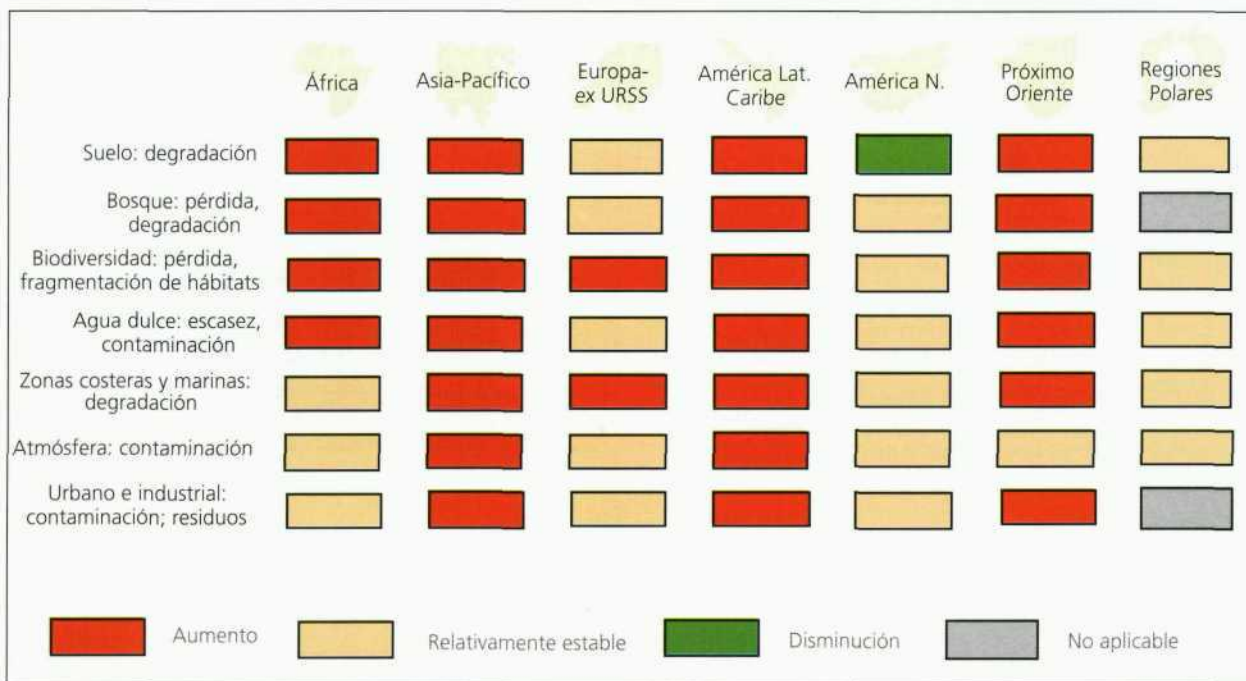 África
Asia-Pacífico
Europa-
ex URSS
América Lat.
Caribe
América N.
Próximo
Oriente
Regiones
Polares
Suelo: degradación
Bosque: pérdida,
degradación
Biodiversidad: pérdida,
fragmentación de hábitats
Agua dulce: escasez,
contaminación
Zonas costeras y marinas:
degradación
Atmósfera: contaminación
Urbano e industrial:
contaminación; residuos
Aumento
Relativamente estable
Disminución
No aplicable